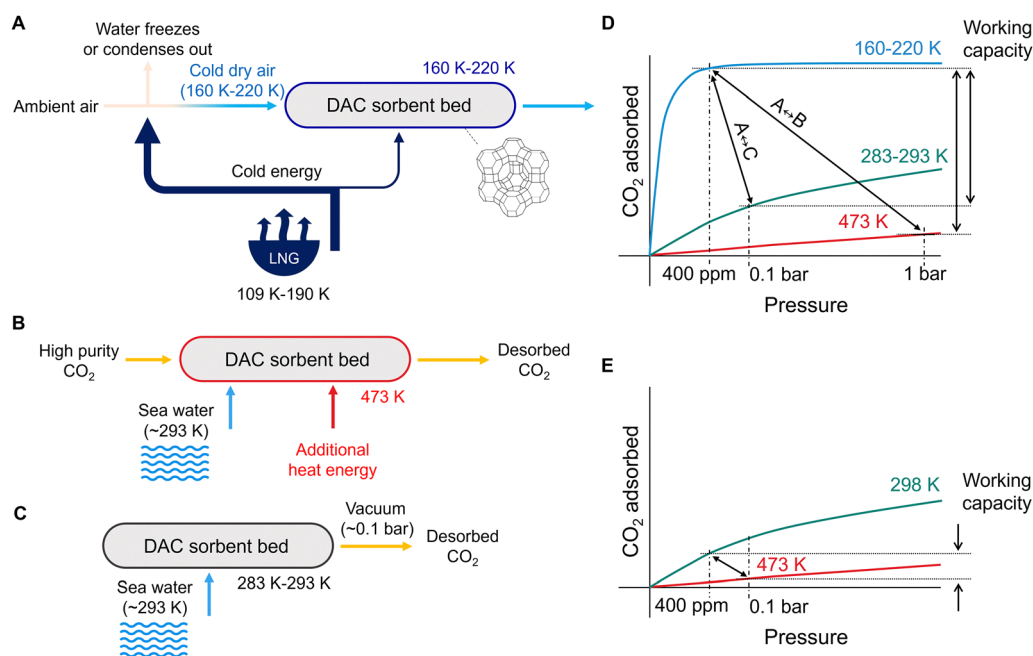 A
Water freezes
or condenses out
Cold dry air
(160 K-220 K)
Ambient air
160 K-220 K
DAC sorbent bed
Cold energy
LNG
109 K-190 K
B
High purity
CO₂
DAC sorbent bed
Desorbed
CO₂
473 K
Sea water
(~293 K)
Additional
heat energy
C
DAC sorbent bed
Vacuum
(~0.1 bar)
Desorbed
CO₂
Sea water
(~293 K)
283 K-293 K
D
Working
capacity
160-220 K
CO₂ adsorbed
A↔B
A↔C
283-293 K
473 K
400 ppm
0.1 bar
1 bar
Pressure
E
CO₂ adsorbed
298 K
Working
capacity
473 K
400 ppm
0.1 bar
Pressure